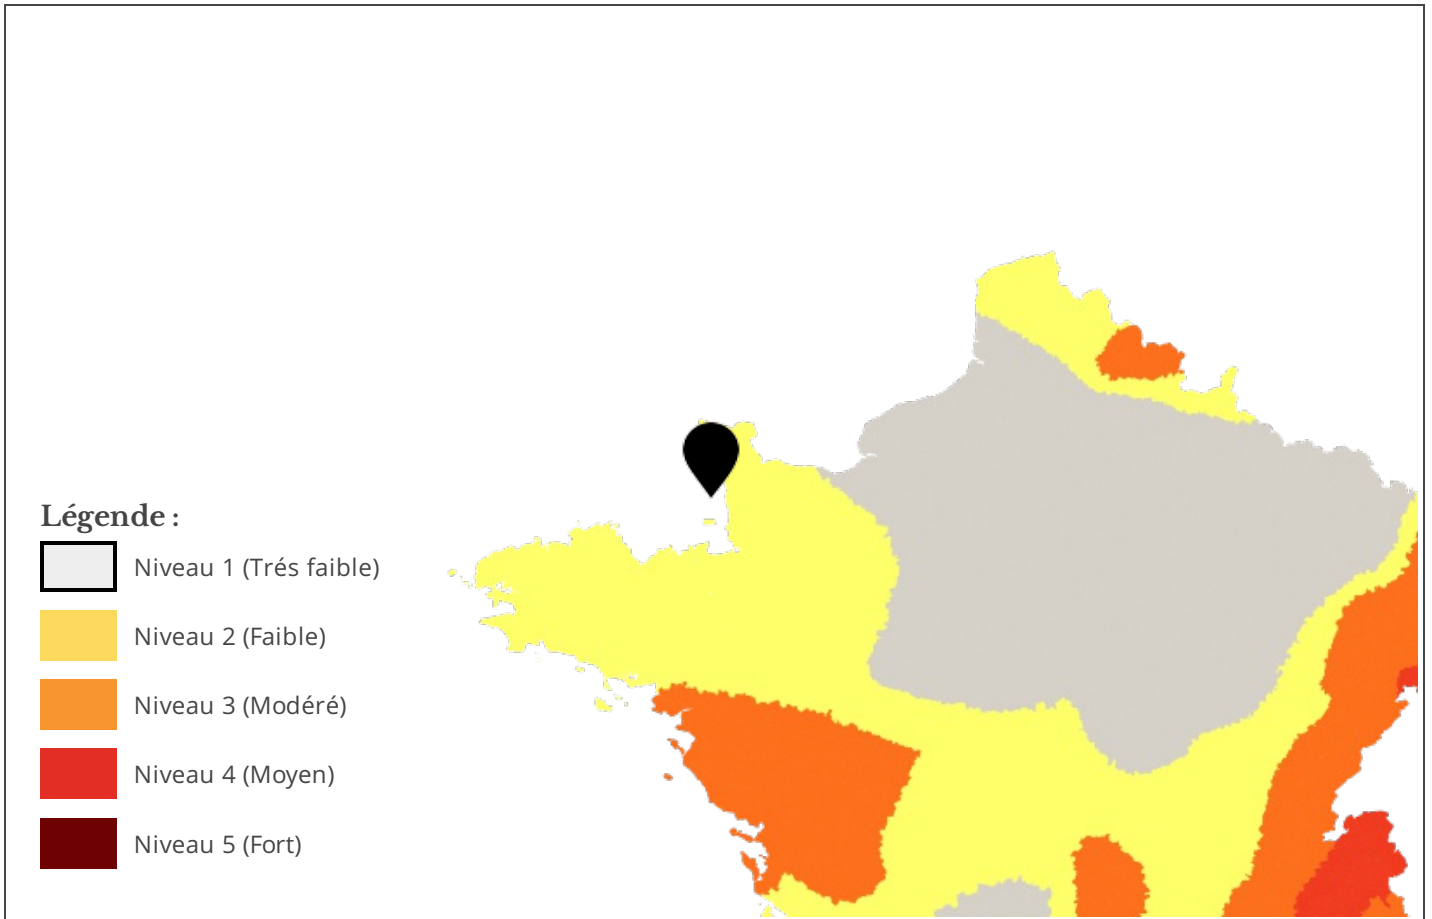 Légende :
Niveau 1 (Trés faible)
Niveau 2 (Faible)
Niveau 3 (Modéré)
Niveau 4 (Moyen)
Niveau 5 (Fort)